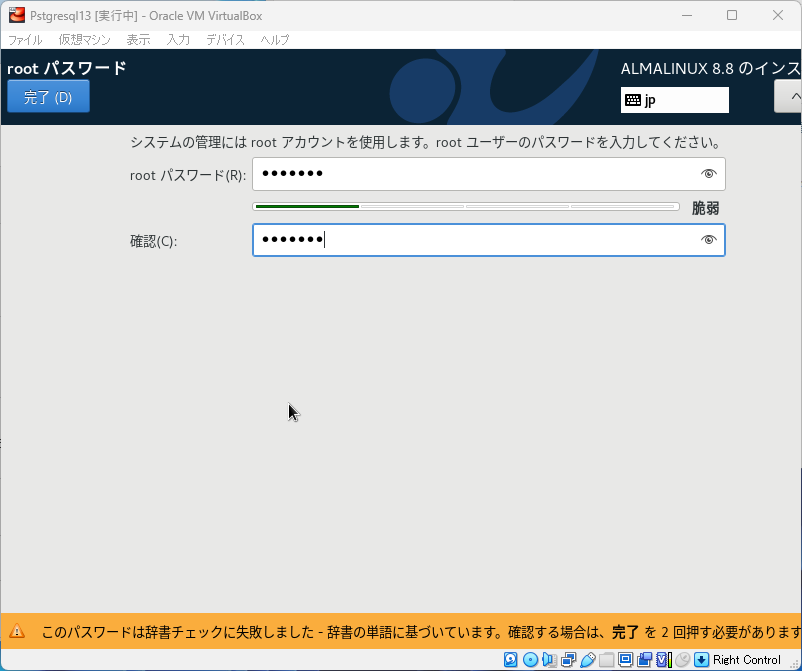 Pstgresql13 [実行中] - Oracle VM VirtualBox
ファイル 仮想マシン 表示 入力 デバイス ヘルプ
root パスワード
ALMALINUX 8.8 のインス
完了 (D)
jp
システムの管理には root アカウントを使用します。root ユーザーのパスワードを入力してください。
root パスワード(R): •••••••
脆弱
確認(C): •••••••
このパスワードは辞書チェックに失敗しました - 辞書の単語に基づいています。確認する場合は、完了 を 2 回押す必要があります
Right Control